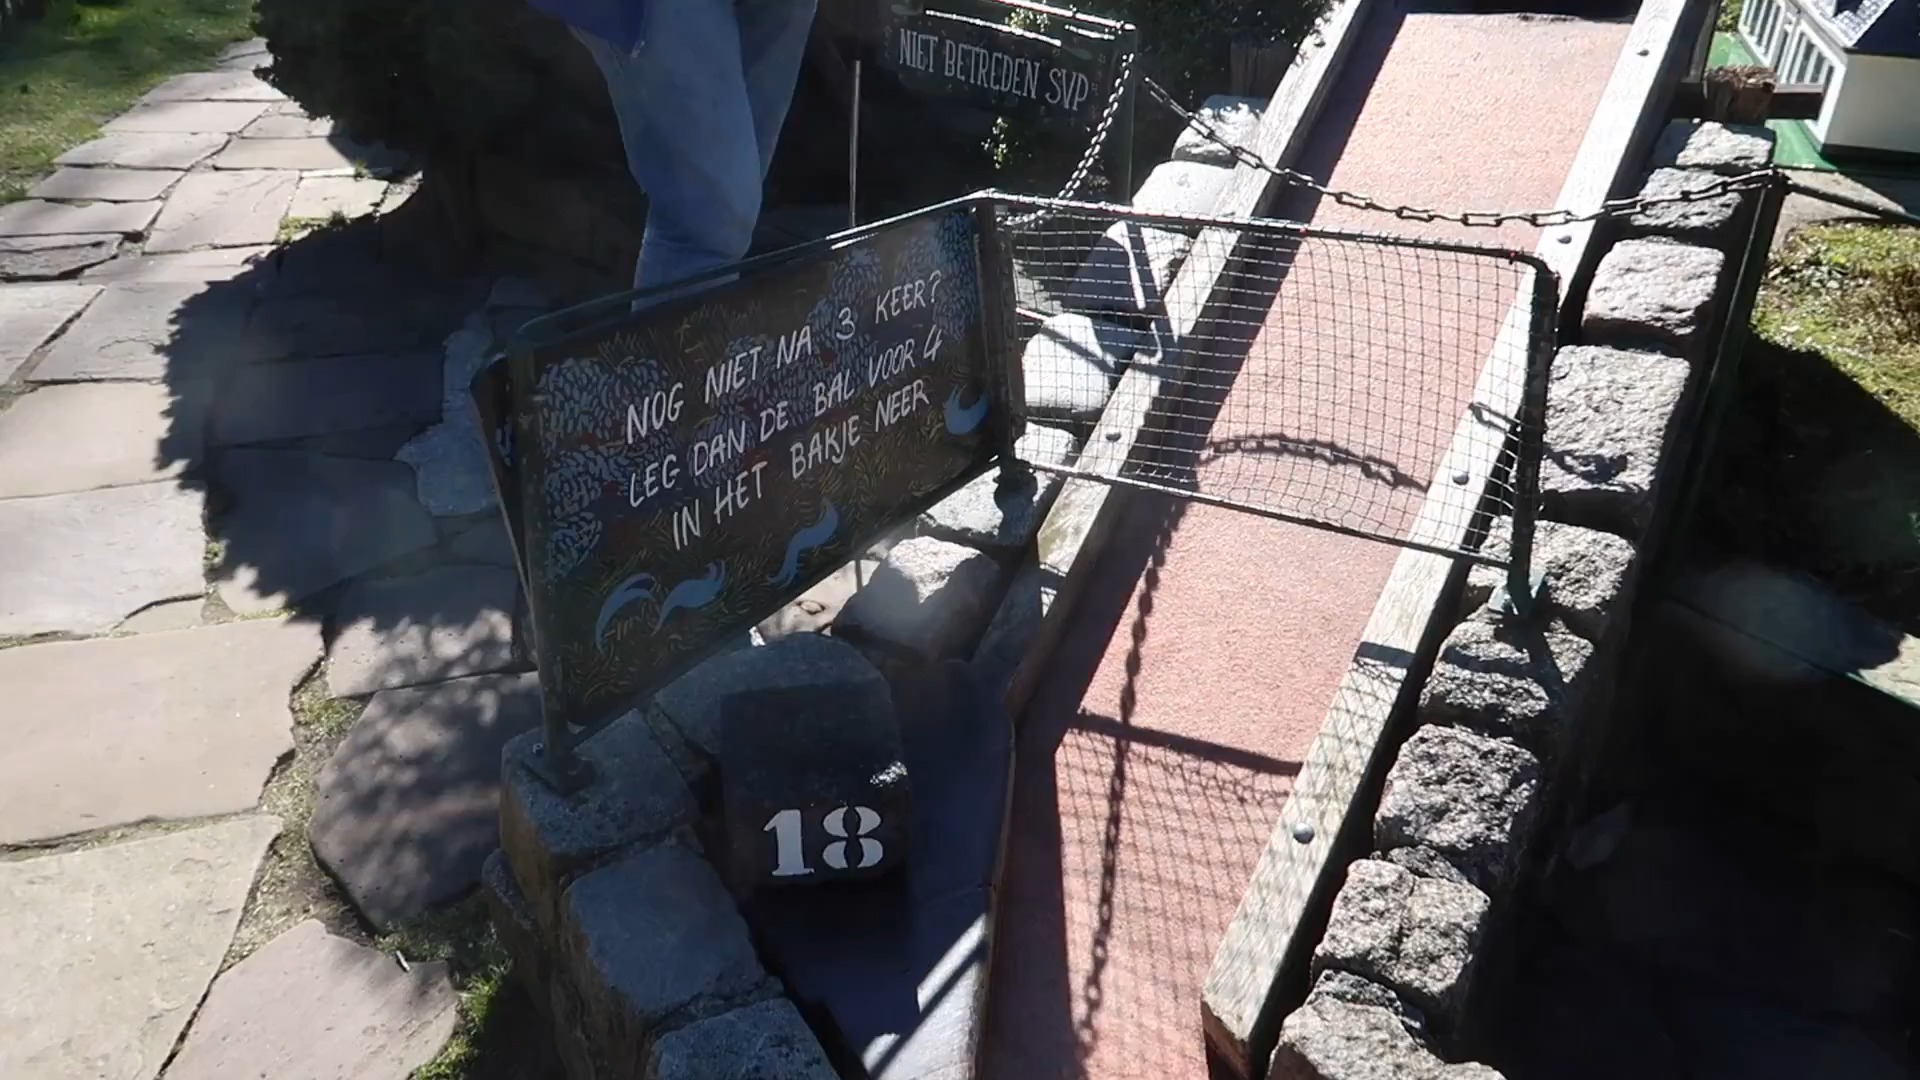 NIET BETREDEN SVP
NOG NIET NA 3 KEER?
LEG DAN DE BAL VOOR 4
IN HET BAKJE NEER
18